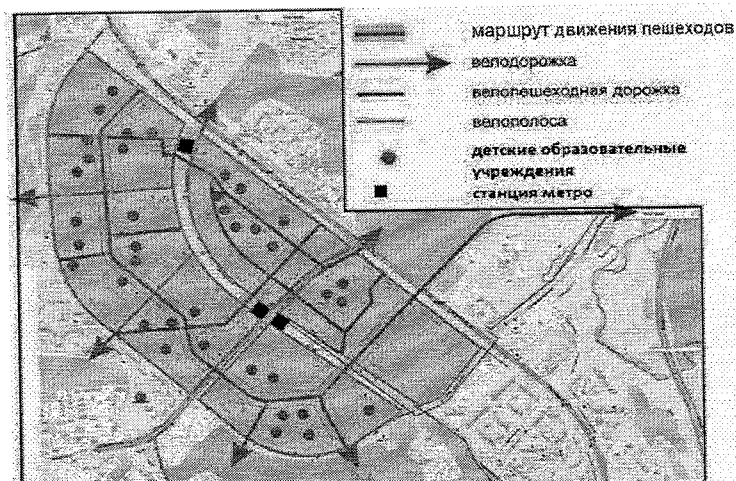 маршрут движения пешеходов
велодорожка
велопешеходная дорожка
велополоса
детские образовательные
учреждения
станция метро